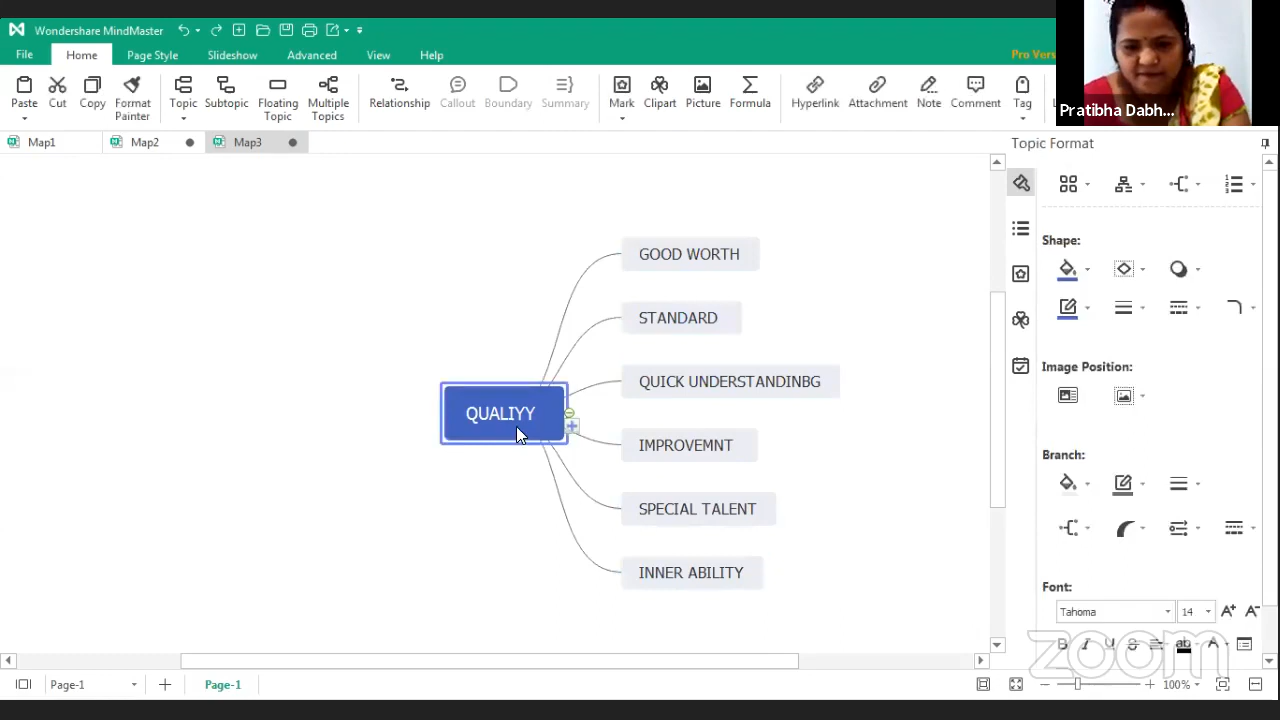 Wondershare MindMaster
File Home Page Style Slideshow Advanced View Help Pro Vers
Paste Cut Copy Format Painter Topic Subtopic Floating Topic Multiple Topics Relationship Callout Boundary Summary Mark Clipart Picture Formula Hyperlink Attachment Note Comment Tag
Pratibha Dabh...
Map1 Map2 Map3
Topic Format
Shape:
Image Position:
Branch:
Font:
Tahoma 14 A+ A-
B I U S ab A
GOOD WORTH
STANDARD
QUICK UNDERSTANDINBG
QUALIYY
IMPROVEMNT
SPECIAL TALENT
INNER ABILITY
zoom
Page-1 Page-1 100%